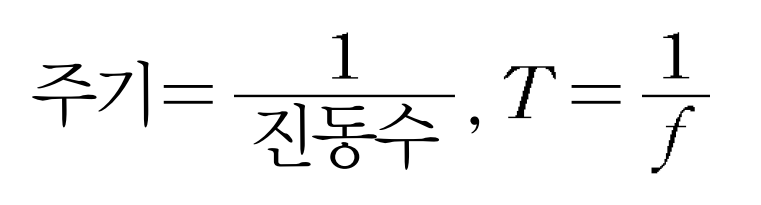 주기 = 1/진동수, T = 1/f